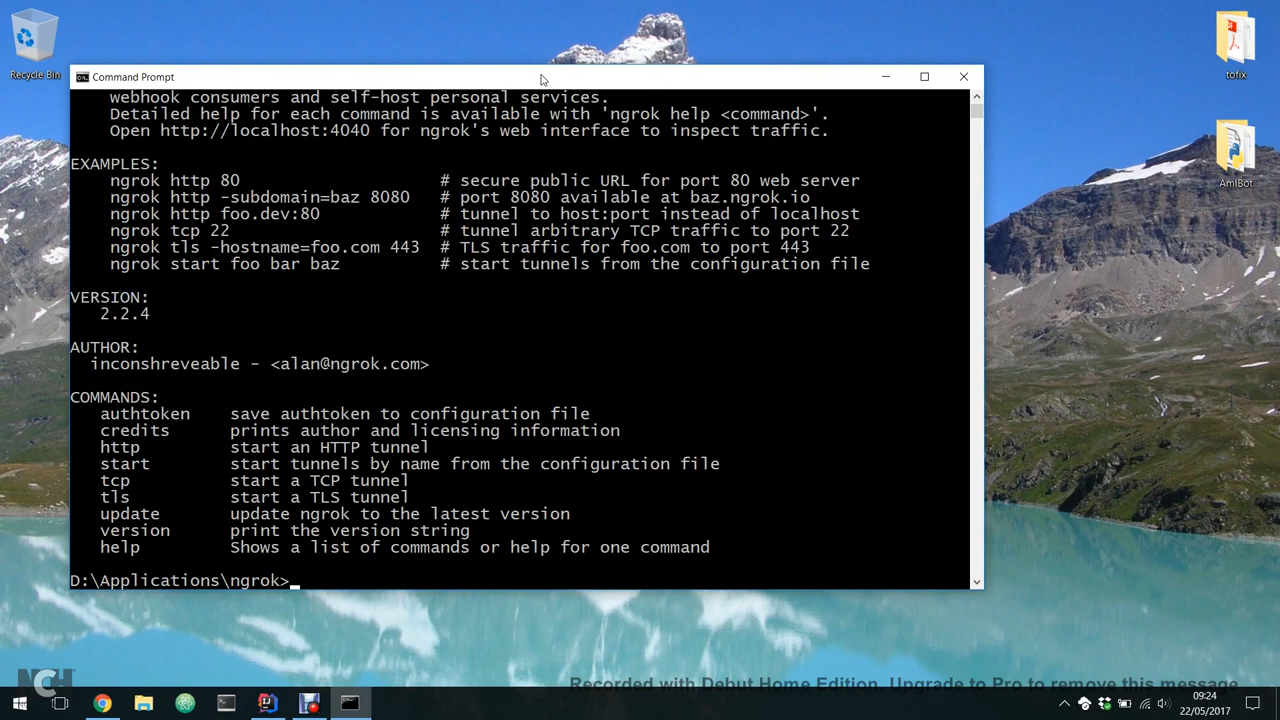 Recycle Bin
tofix
AmIBot
Command Prompt
webhook consumers and self-host personal services.
Detailed help for each command is available with 'ngrok help <command>'.
Open http://localhost:4040 for ngrok's web interface to inspect traffic.
EXAMPLES:
ngrok http 80 # secure public URL for port 80 web server
ngrok http -subdomain=baz 8080 # port 8080 available at baz.ngrok.io
ngrok http foo.dev:80 # tunnel to host:port instead of localhost
ngrok tcp 22 # tunnel arbitrary TCP traffic to port 22
ngrok tls -hostname=foo.com 443 # TLS traffic for foo.com to port 443
ngrok start foo bar baz # start tunnels from the configuration file
VERSION:
2.2.4
AUTHOR:
inconshreveable - <alan@ngrok.com>
COMMANDS:
authtoken save authtoken to configuration file
credits prints author and licensing information
http start an HTTP tunnel
start start tunnels by name from the configuration file
tcp start a TCP tunnel
tls start a TLS tunnel
update update ngrok to the latest version
version print the version string
help Shows a list of commands or help for one command
D:\Applications\ngrok>
NCH
Recorded with Debut Home Edition. Upgrade to Pro to remove this message
09:24
22/05/2017